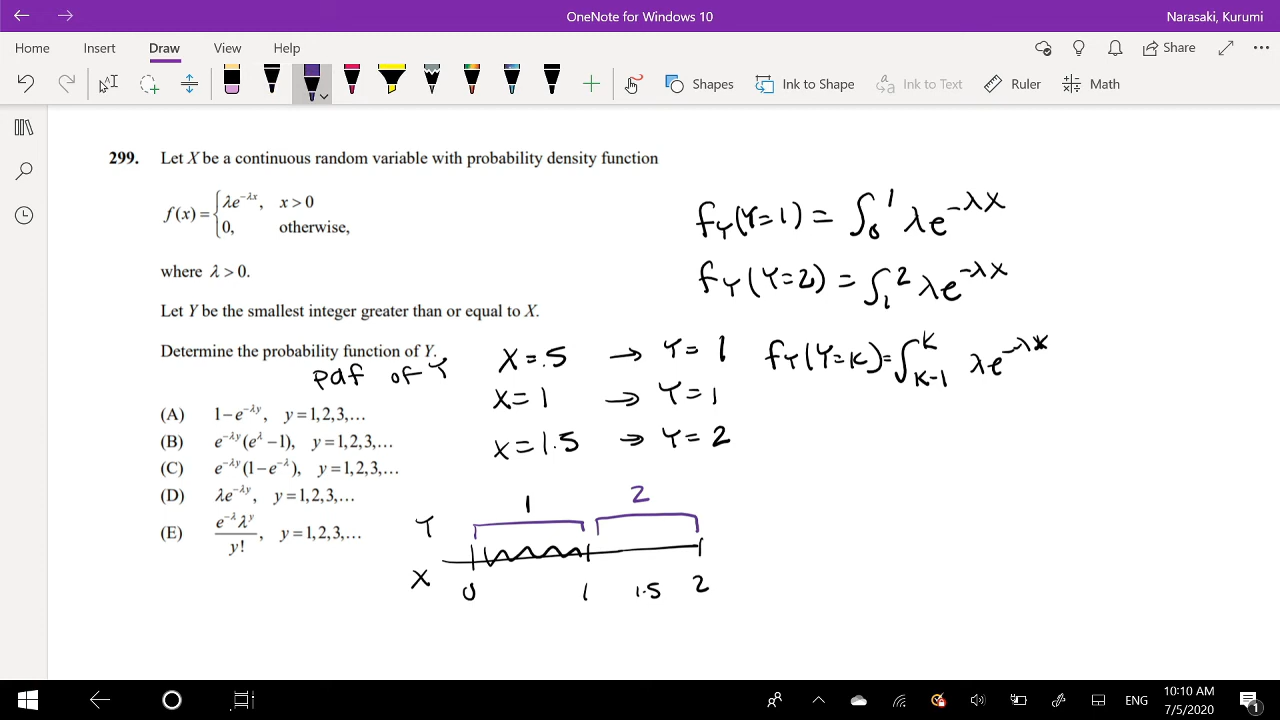 OneNote for Windows 10
Narasaki, Kurumi
Home Insert Draw View Help
Share
Shapes Ink to Shape Ink to Text Ruler Math
299. Let X be a continuous random variable with probability density function
f(x) = { λe^{-λx}, x > 0
0, otherwise,
where λ > 0.
Let Y be the smallest integer greater than or equal to X.
Determine the probability function of Y.
pdf of Y
(A) 1−e^{-λy}, y = 1,2,3,…
(B) e^{-λy}(e^{λ} −1), y = 1,2,3,…
(C) e^{-λy}(1−e^{-λ}), y = 1,2,3,…
(D) λe^{-λy}, y = 1,2,3,…
(E) e^{-λ}λ^{y}/y!, y = 1,2,3,…
X = .5 → Y = 1
X = 1 → Y = 1
X = 1.5 → Y = 2
f_Y(Y=1) = ∫_0^1 λe^{-λx}
f_Y(Y=2) = ∫_1^2 λe^{-λx}
f_Y(Y=K) = ∫_{K-1}^K λe^{-λx}
1 2
Y
X
0 1 1.5 2
ENG
10:10 AM
7/5/2020
1